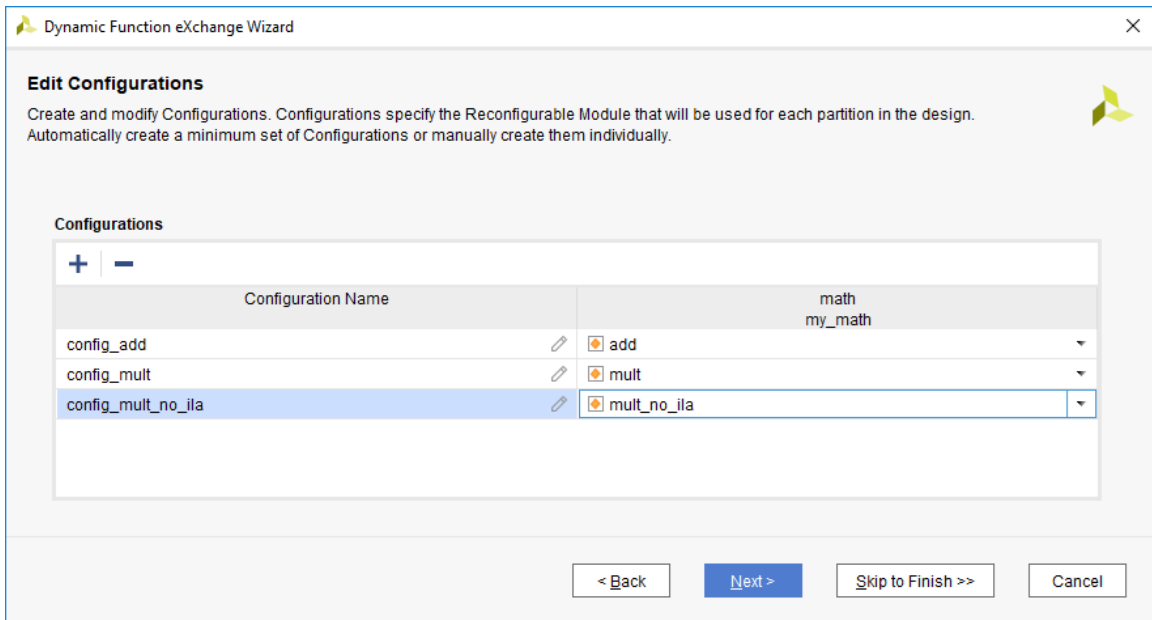 Dynamic Function eXchange Wizard
Edit Configurations
Create and modify Configurations. Configurations specify the Reconfigurable Module that will be used for each partition in the design.
Automatically create a minimum set of Configurations or manually create them individually.
Configurations
Configuration Name
math
my_math
config_add
add
config_mult
mult
config_mult_no_ila
mult_no_ila
< Back
Next >
Skip to Finish >>
Cancel